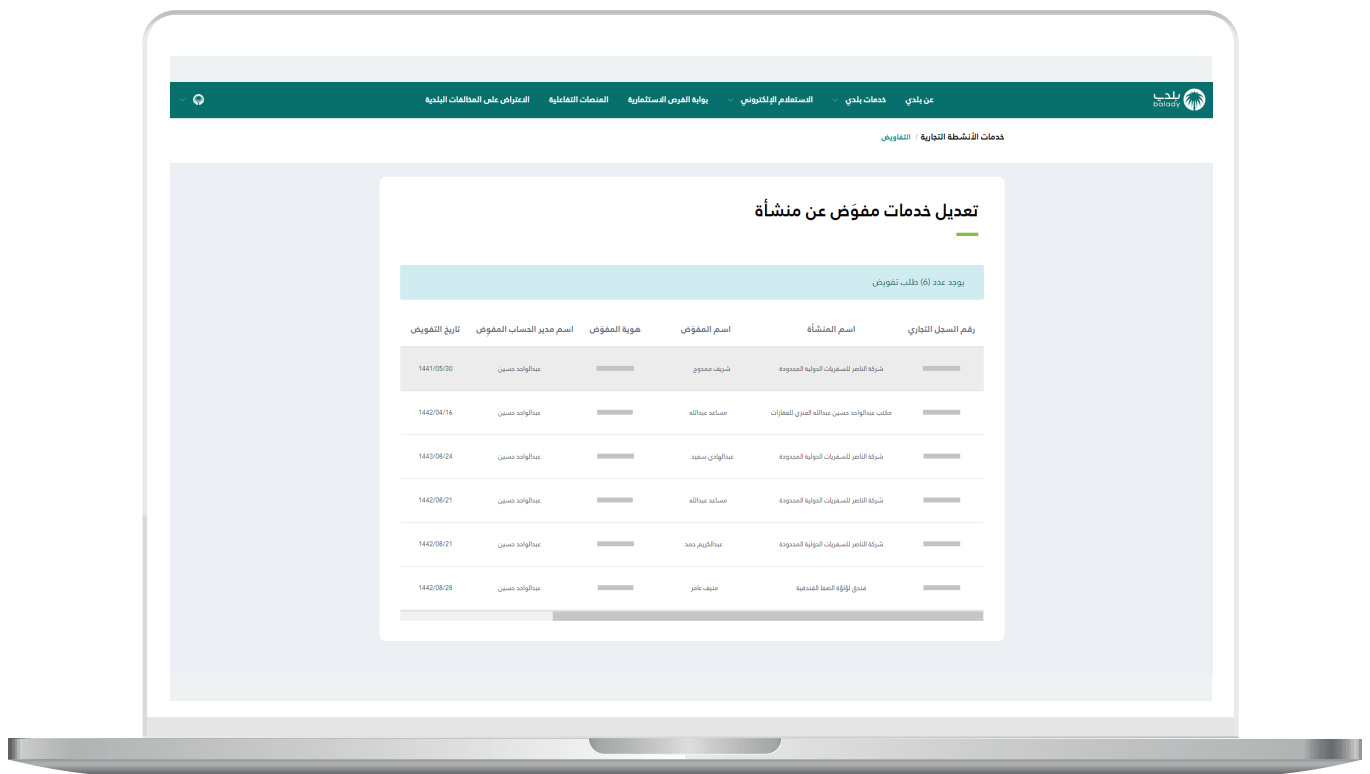 بلدي
balady
عن بلدي خدمات بلدي الاستعلام الإلكتروني بوابة الفرص الاستثمارية المنصات التفاعلية الاعتراض على المخالفات البلدية
خدمات الأنشطة التجارية / التفاويض
تعديل خدمات مفوَض عن منشأة
يوجد عدد (6) طلب تفويض
رقم السجل التجاري اسم المنشأة اسم المفوَض هوية المفوَض اسم مدير الحساب المفوِض تاريخ التفويض
شركة الناصر للسفريات الدولية المحدودة شريف ممدوح عبدالواحد حسين 1441/05/30
مكتب عبدالواحد حسين عبدالله العنزي للعقارات مساعد عبدالله عبدالواحد حسين 1442/04/16
شركة الناصر للسفريات الدولية المحدودة عبدالهادي سعيد عبدالواحد حسين 1443/08/24
شركة الناصر للسفريات الدولية المحدودة مساعد عبدالله عبدالواحد حسين 1442/08/21
شركة الناصر للسفريات الدولية المحدودة عبدالكريم حمد عبدالواحد حسين 1442/08/21
فندق لؤلؤة الصفا الفندقية منيف عامر عبدالواحد حسين 1442/08/28